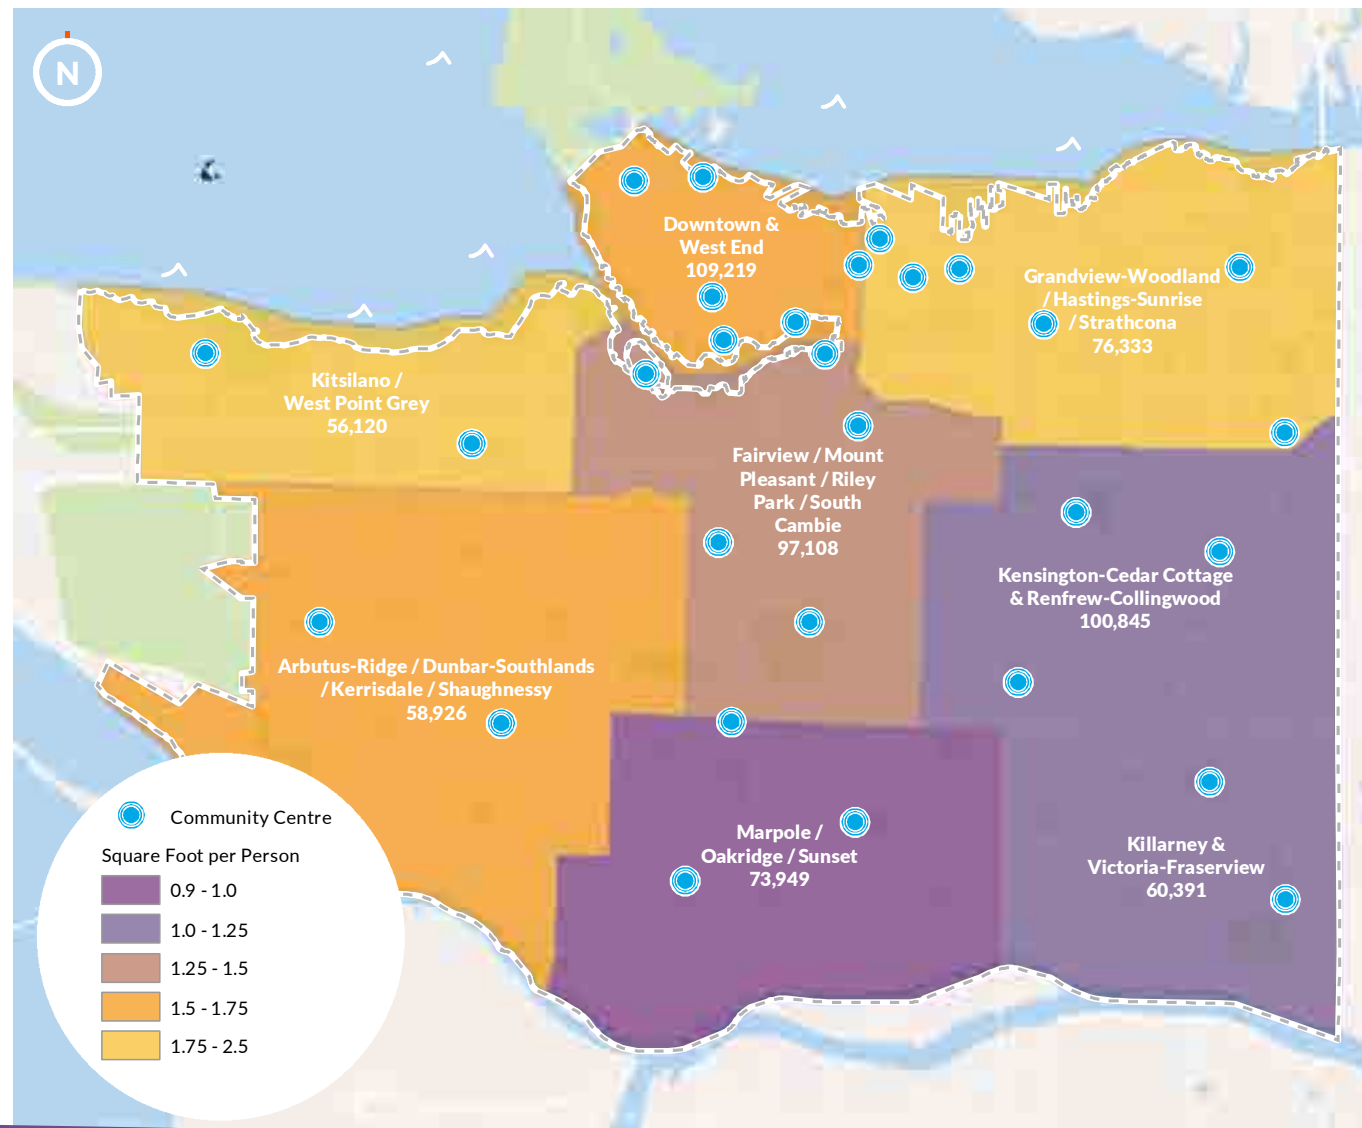 N
Downtown &
West End
109,219
Grandview-Woodland
/ Hastings-Sunrise
/ Strathcona
76,333
Kitsilano /
West Point Grey
56,120
Fairview / Mount
Pleasant / Riley
Park / South
Cambie
97,108
Kensington-Cedar Cottage
& Renfrew-Collingwood
100,845
Arbutus-Ridge / Dunbar-Southlands
/ Kerrisdale / Shaughnessy
58,926
Marpole /
Oakridge / Sunset
73,949
Killarney &
Victoria-Fraserview
60,391
Community Centre
Square Foot per Person
0.9 - 1.0
1.0 - 1.25
1.25 - 1.5
1.5 - 1.75
1.75 - 2.5